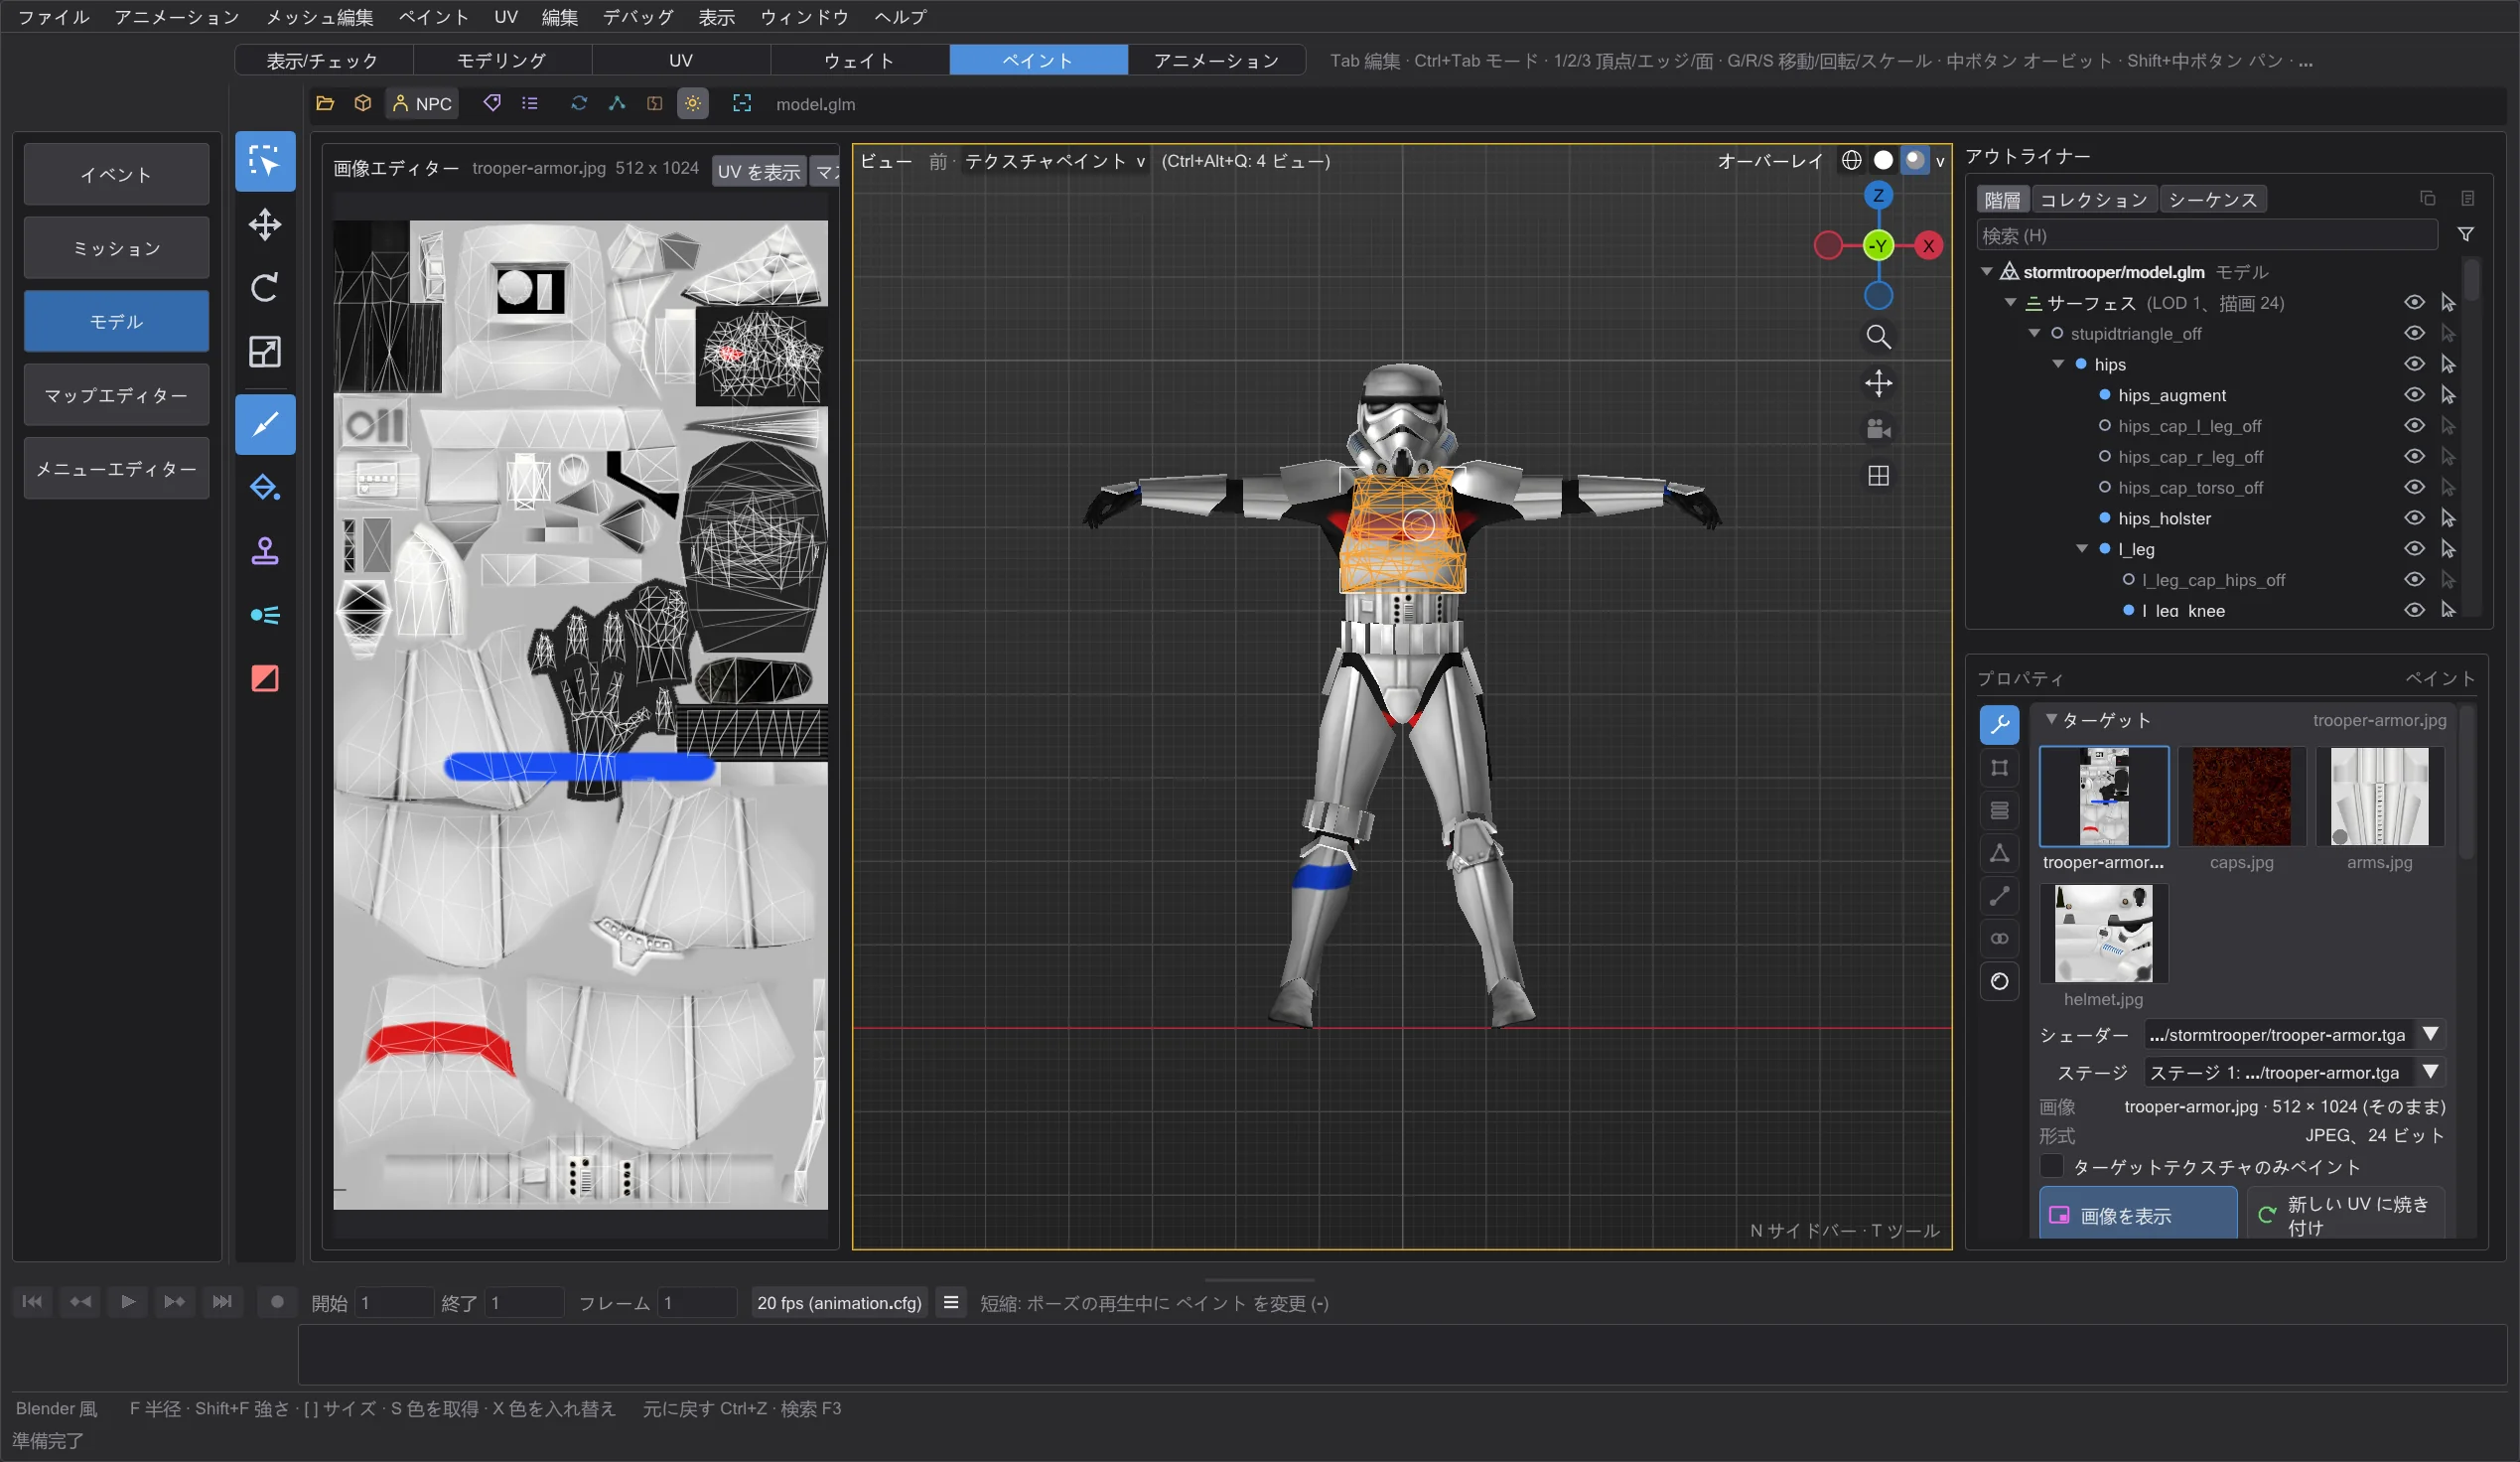 ファイル アニメーション メッシュ編集 ペイント UV 編集 デバッグ 表示 ウィンドウ ヘルプ
表示/チェック モデリング UV ウェイト ペイント アニメーション Tab 編集 · Ctrl+Tab モード · 1/2/3 頂点/エッジ/面 · G/R/S 移動/回転/スケール · 中ボタン オービット · Shift+中ボタン パン · ...
NPC model.glm
イベント
ミッション
モデル
マップエディター
メニューエディター
画像エディター trooper-armor.jpg 512 x 1024 UV を表示
ビュー 前 · テクスチャペイント v (Ctrl+Alt+Q: 4 ビュー) オーバーレイ v
Z
-Y X
N サイドバー · T ツール
アウトライナー
階層 コレクション シーケンス
検索 (H)
stormtrooper/model.glm モデル
サーフェス (LOD 1、描画 24)
stupidtriangle_off
hips
hips_augment
hips_cap_l_leg_off
hips_cap_r_leg_off
hips_cap_torso_off
hips_holster
l_leg
l_leg_cap_hips_off
l_leg_knee
プロパティ ペイント
ターゲット trooper-armor.jpg
trooper-armor... caps.jpg arms.jpg
helmet.jpg
シェーダー .../stormtrooper/trooper-armor.tga
ステージ ステージ 1: .../trooper-armor.tga
画像 trooper-armor.jpg · 512 × 1024 (そのまま)
形式 JPEG、24 ビット
ターゲットテクスチャのみペイント
画像を表示 新しい UV に焼き付け
開始 1 終了 1 フレーム 1 20 fps (animation.cfg) 短縮: ポーズの再生中に ペイント を変更 (-)
Blender 風 F 半径 · Shift+F 強さ · [ ] サイズ · S 色を取得 · X 色を入れ替え 元に戻す Ctrl+Z · 検索 F3
準備完了